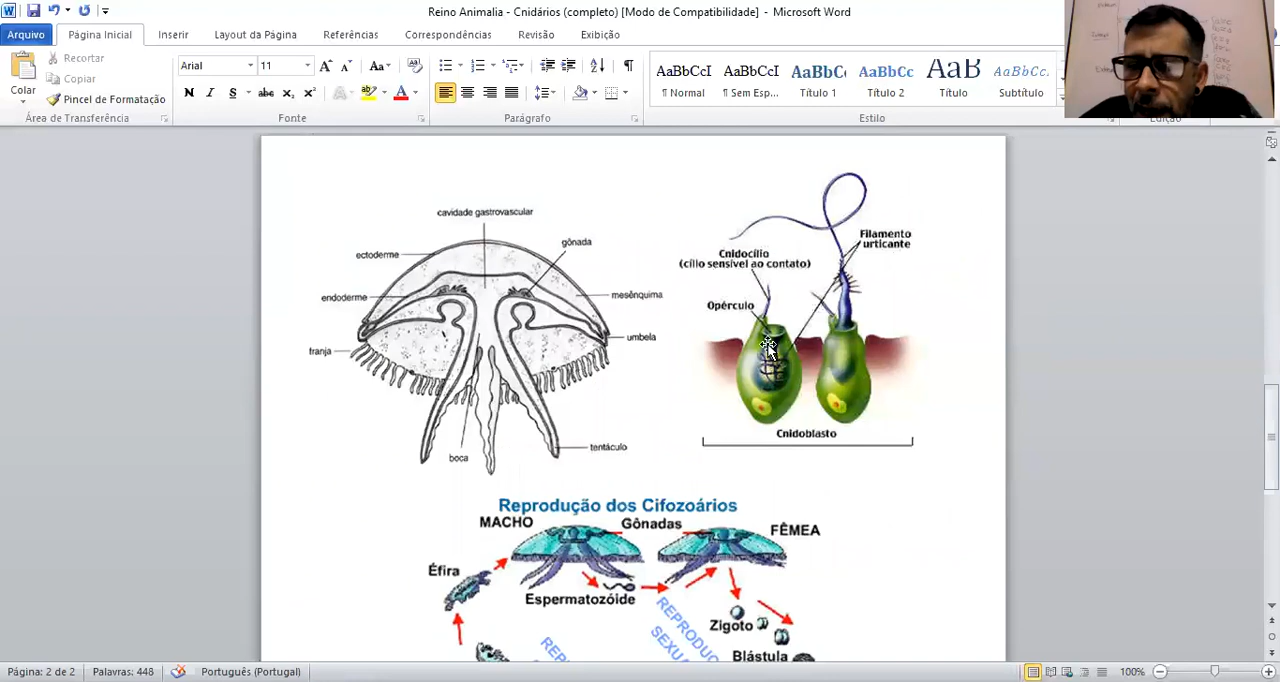 Reino Animalia - Cnidários (completo) [Modo de Compatibilidade] - Microsoft Word
Arquivo
Página Inicial
Inserir
Layout da Página
Referências
Correspondências
Revisão
Exibição
Colar
Recortar
Copiar
Pincel de Formatação
Área de Transferência
Arial
11
Aa
N I S abc x₂ x²
A
Fonte
Parágrafo
AaBbCcI
AaBbCcI
AaBbC
AaBbCc
AaB
AaBbCc.
¶ Normal
¶ Sem Esp...
Título 1
Título 2
Título
Subtítulo
Estilo
cavidade gastrovascular
gônada
ectoderme
endoderme
mesênquima
umbela
franja
boca
tentáculo
Filamento
urticante
Cnidocílio
(cílio sensível ao contato)
Opérculo
Cnidoblasto
Reprodução dos Cifozoários
MACHO
Gônadas
FÊMEA
Éfira
Espermatozóide
Zigoto
Blástula
Página: 2 de 2
Palavras: 448
Português (Portugal)
100%